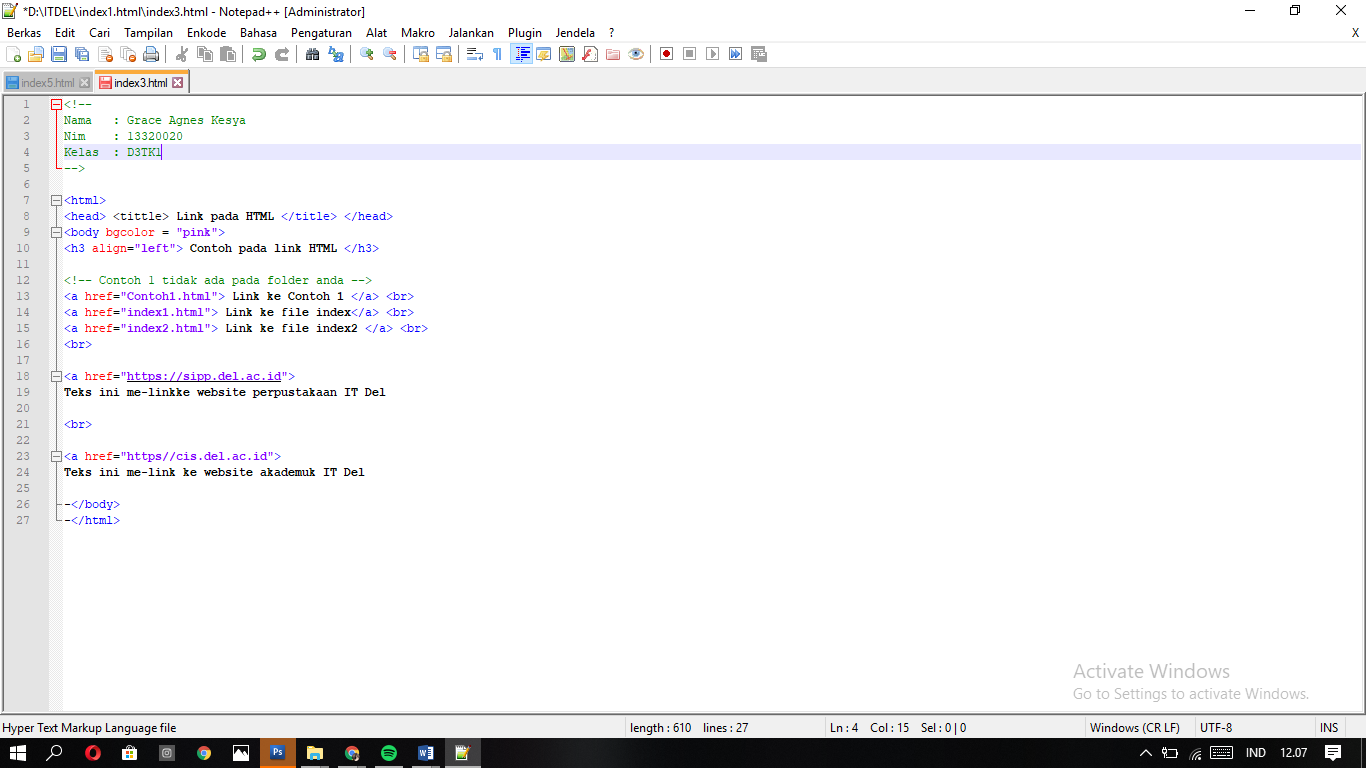 *D:\ITDEL\index1.html\index3.html - Notepad++ [Administrator]
Berkas Edit Cari Tampilan Enkode Bahasa Pengaturan Alat Makro Jalankan Plugin Jendela ? X
index5.html index3.html
1 <!--
2 Nama : Grace Agnes Kesya
3 Nim : 13320020
4 Kelas : D3TK1
5 -->
6
7 <html>
8 <head> <tittle> Link pada HTML </title> </head>
9 <body bgcolor = "pink">
10 <h3 align="left"> Contoh pada link HTML </h3>
11
12 <!-- Contoh 1 tidak ada pada folder anda -->
13 <a href="Contoh1.html"> Link ke Contoh 1 </a> <br>
14 <a href="index1.html"> Link ke file index</a> <br>
15 <a href="index2.html"> Link ke file index2 </a> <br>
16 <br>
17
18 <a href="https://sipp.del.ac.id">
19 Teks ini me-linkke website perpustakaan IT Del
20
21 <br>
22
23 <a href="https//cis.del.ac.id">
24 Teks ini me-link ke website akademuk IT Del
25
26 -</body>
27 -</html>
Activate Windows
Go to Settings to activate Windows.
Hyper Text Markup Language file length : 610 lines : 27 Ln : 4 Col : 15 Sel : 0 | 0 Windows (CR LF) UTF-8 INS
Ps W IND 12.07